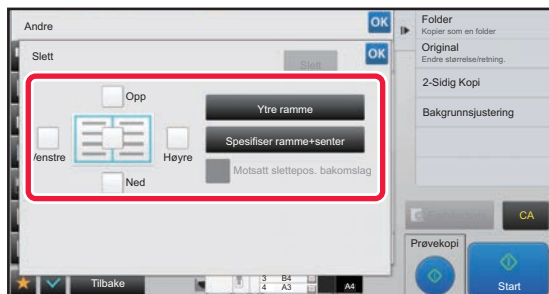 Andre
OK
Slett
Slett
OK
Opp
Venstre
Høyre
Ned
Ytre ramme
Spesifiser ramme+senter
Motsatt slettepos. bakomslag
Folder
Kopier som en folder
Original
Endre størrelse/retning.
2-Sidig Kopi
Bakgrunnsjustering
CA
Prøvekopi
Start
Tilbake
3 B4
4 A3
A4